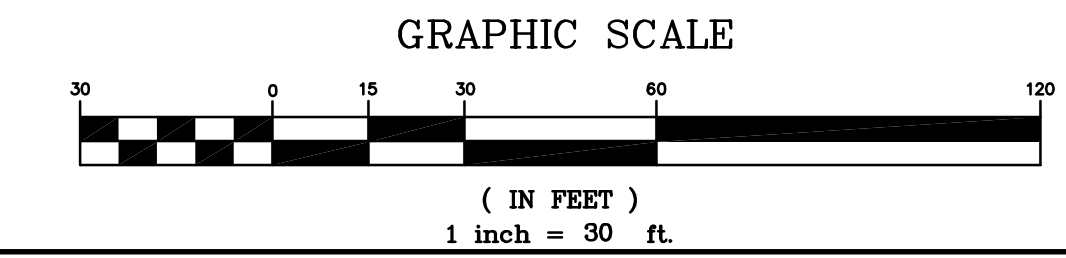 GRAPHIC SCALE
30 0 15 30 60 120
( IN FEET )
1 inch = 30 ft.